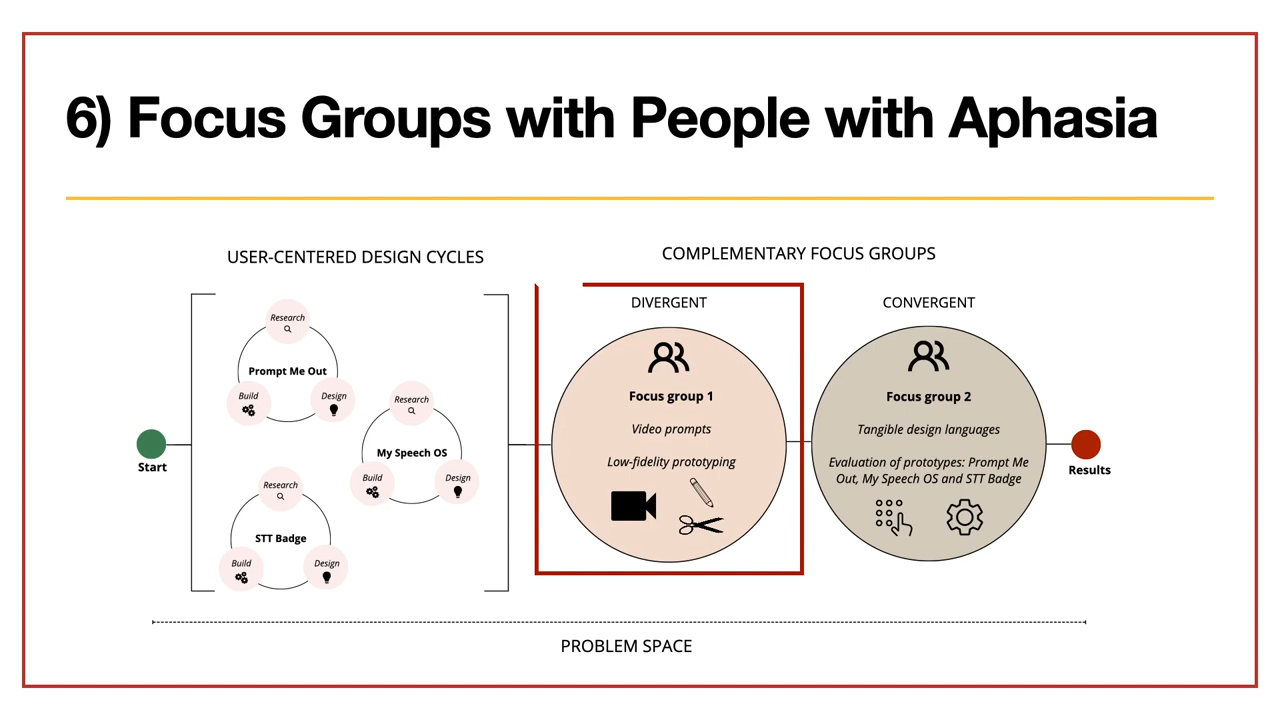 6) Focus Groups with People with Aphasia
USER-CENTERED DESIGN CYCLES
COMPLEMENTARY FOCUS GROUPS
Research
Prompt Me Out
Build
Design
Research
My Speech OS
Build
Design
Research
STT Badge
Build
Design
Start
DIVERGENT
Focus group 1
Video prompts
Low-fidelity prototyping
CONVERGENT
Focus group 2
Tangible design languages
Evaluation of prototypes: Prompt Me
Out, My Speech OS and STT Badge
Results
PROBLEM SPACE